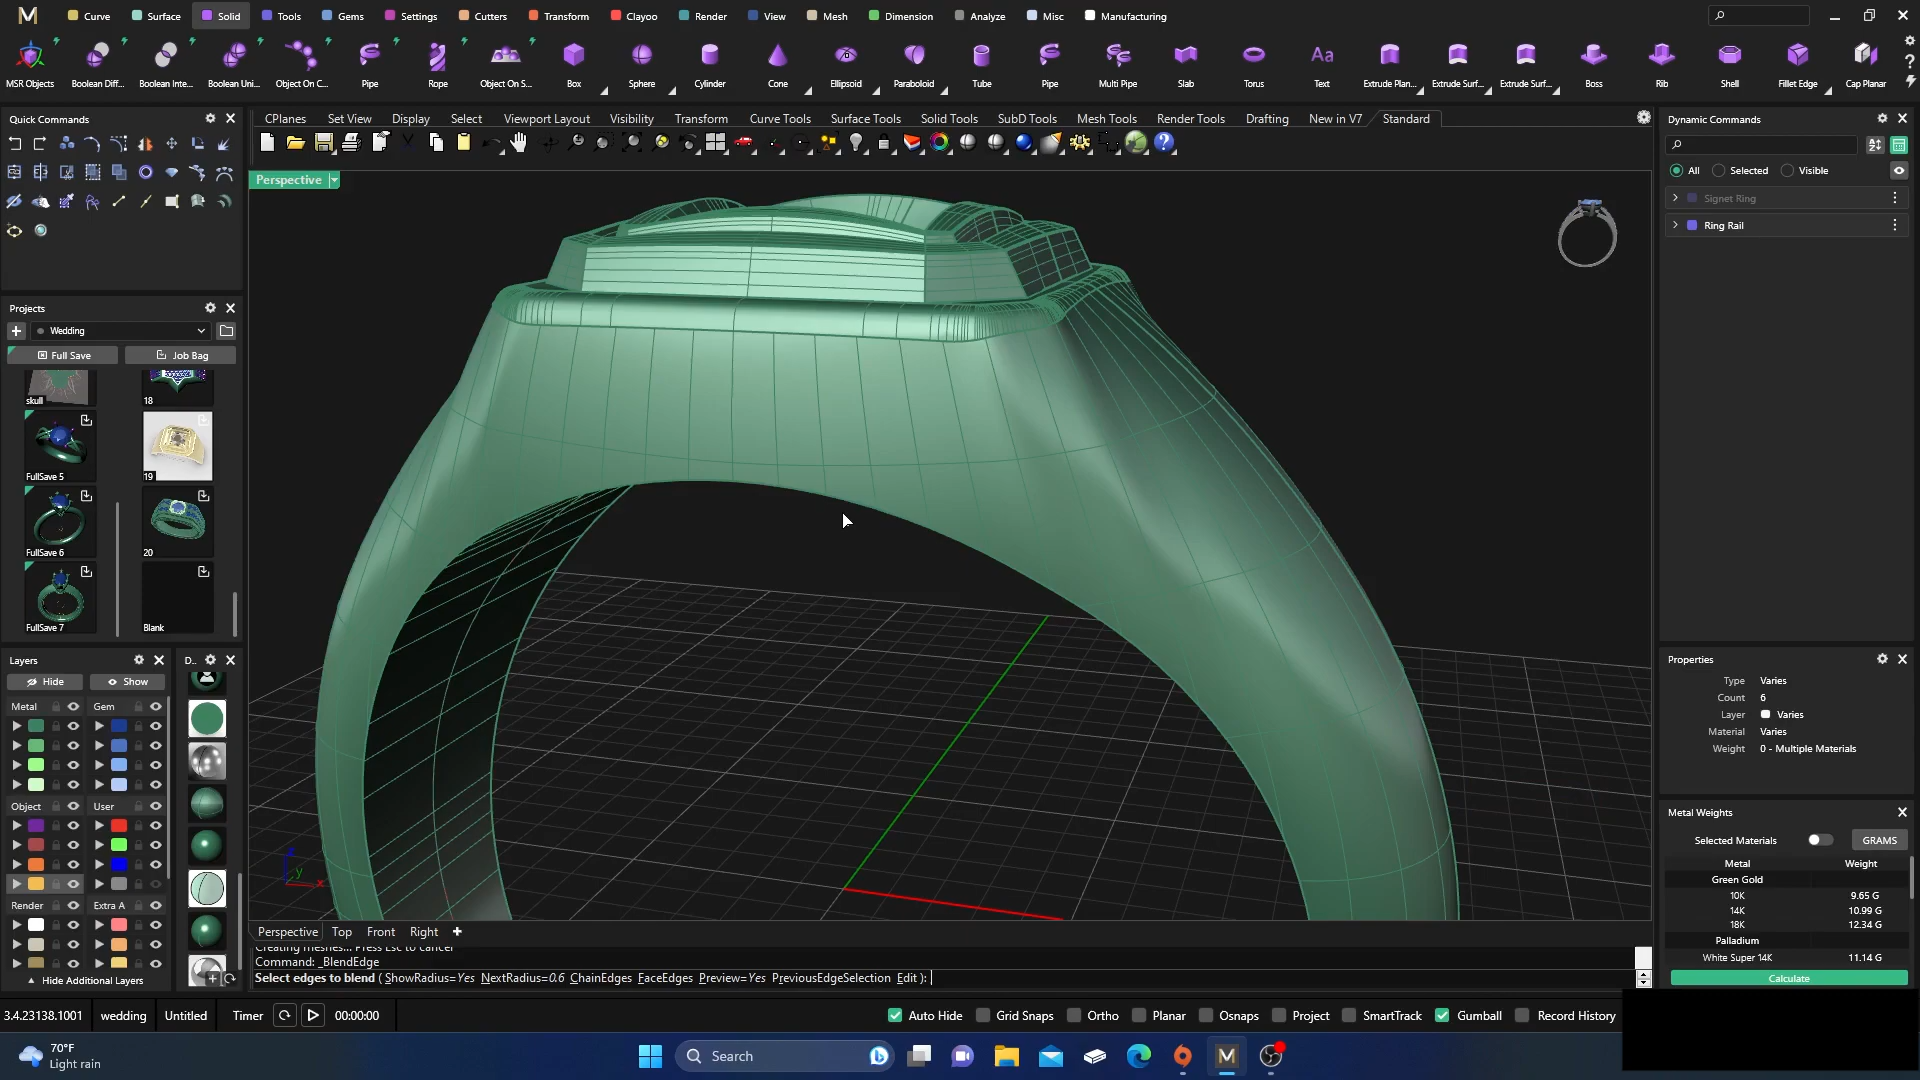 Curve Surface Solid Tools Gems Settings Cutters Transform Clayoo Render View Mesh Dimension Analyze Misc Manufacturing
MSR Objects Boolean Diff... Boolean Inte... Boolean Uni... Object On C... Pipe Rope Object On S... Box Sphere Cylinder Cone Ellipsoid Paraboloid Tube Pipe Multi Pipe Slab Torus Text Extrude Plan... Extrude Surf... Extrude Surf... Boss Rib Shell Fillet Edge Cap Planar
Quick Commands
CPlanes Set View Display Select Viewport Layout Visibility Transform Curve Tools Surface Tools Solid Tools SubD Tools Mesh Tools Render Tools Drafting New in V7 Standard
Perspective
Dynamic Commands
All Selected Visible
Signet Ring
Ring Rail
Projects
Wedding
Full Save Job Bag
skull 18
FullSave 5 19
FullSave 6 20
FullSave 7 Blank
Layers D..
Hide Show
Metal Gem
Object User
Render Extra A
Hide Additional Layers
z y x
Properties
Type Varies
Count 6
Layer Varies
Material Varies
Weight 0 - Multiple Materials
Metal Weights
Selected Materials GRAMS
Metal Weight
Green Gold
10K 9.65 G
14K 10.99 G
18K 12.34 G
Palladium
White Super 14K 11.14 G
Calculate
Perspective Top Front Right
Creating meshes... Press Esc to cancel
Command: _BlendEdge
Select edges to blend ( ShowRadius=Yes NextRadius=0.6 ChainEdges FaceEdges Preview=Yes PreviousEdgeSelection Edit ):
3.4.23138.1001 wedding Untitled Timer 00:00:00 Auto Hide Grid Snaps Ortho Planar Osnaps Project SmartTrack Gumball Record History
70°F
Light rain
Search